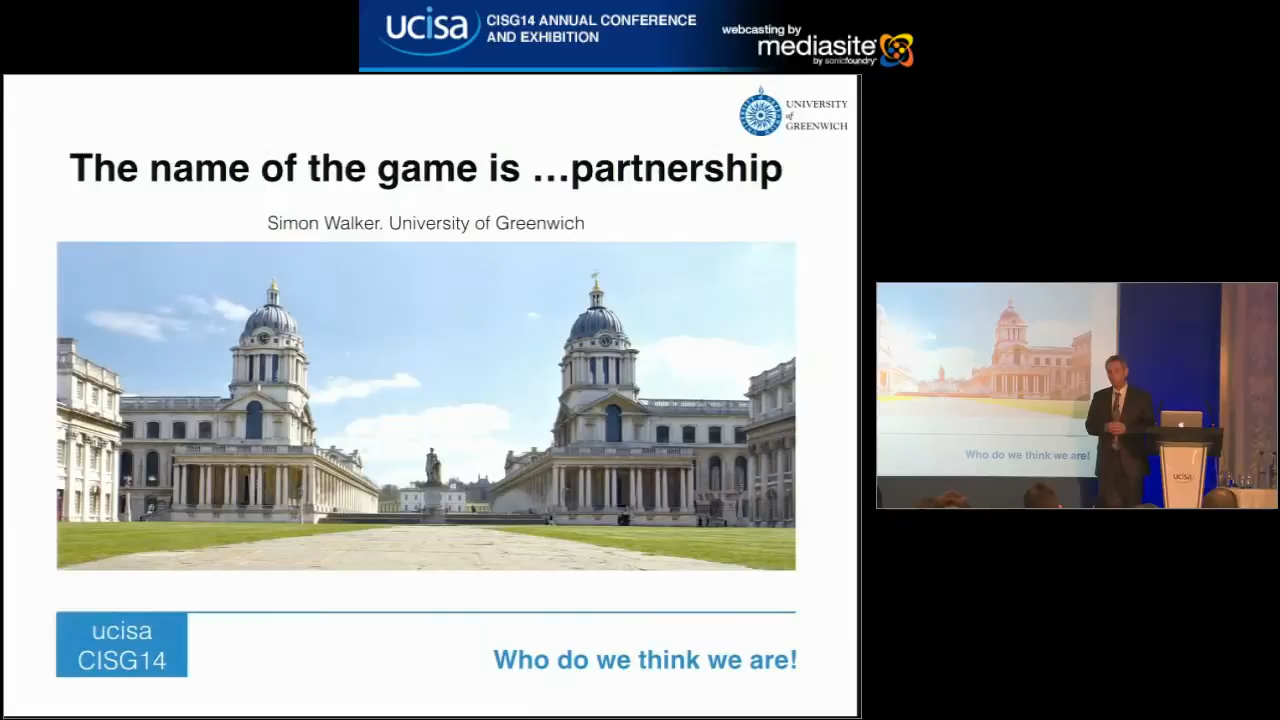 ucisa
CISG14 ANNUAL CONFERENCE
AND EXHIBITION
webcasting by
mediasite
by sonicfoundry
UNIVERSITY
of
GREENWICH
The name of the game is …partnership
Simon Walker. University of Greenwich
ucisa
CISG14
Who do we think we are!
Who do we think we are!
ucisa